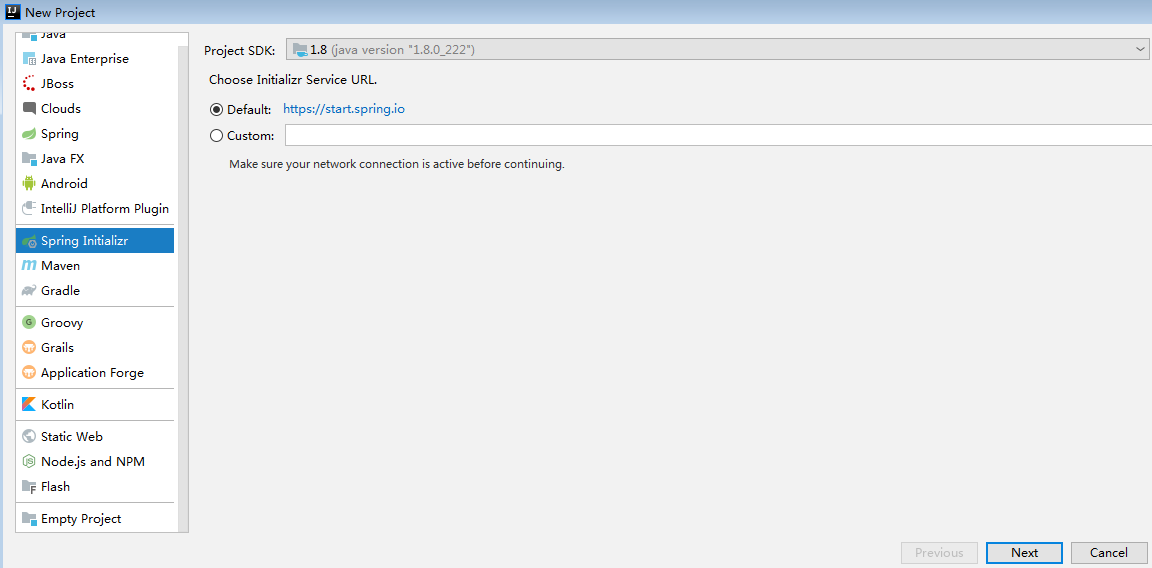 New Project
Java
Java Enterprise
JBoss
Clouds
Spring
Java FX
Android
IntelliJ Platform Plugin
Spring Initializr
Maven
Gradle
Groovy
Grails
Application Forge
Kotlin
Static Web
Node.js and NPM
Flash
Empty Project
Project SDK: 1.8 (java version "1.8.0_222")
Choose Initializr Service URL.
Default: https://start.spring.io
Custom:
Make sure your network connection is active before continuing.
Previous Next Cancel